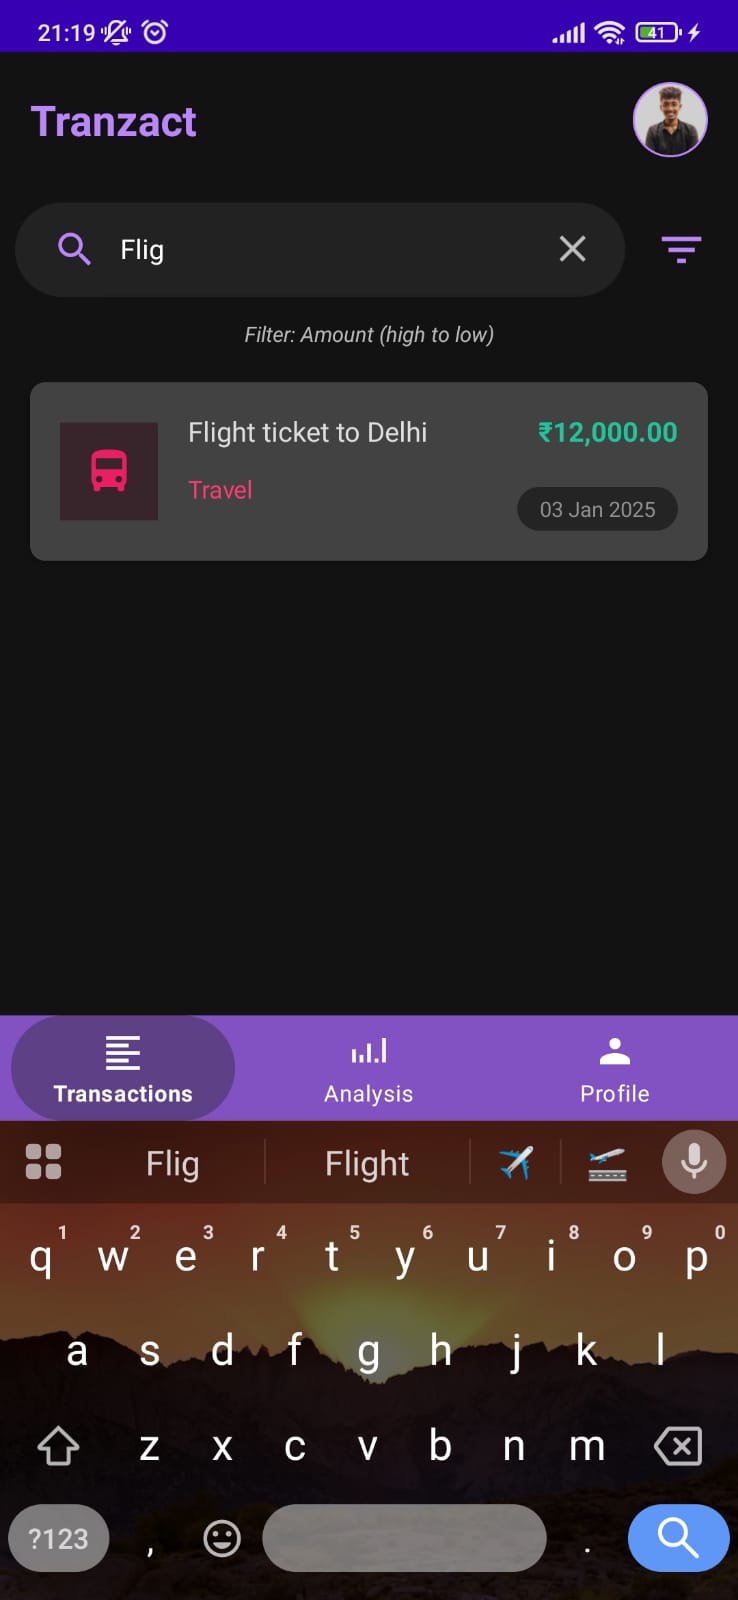 21:19 41
Tranzact
Flig
Filter: Amount (high to low)
Flight ticket to Delhi ₹12,000.00
Travel
03 Jan 2025
Transactions Analysis Profile
Flig Flight
1 2 3 4 5 6 7 8 9 0
q w e r t y u i o p
a s d f g h j k l
z x c v b n m
?123 , .